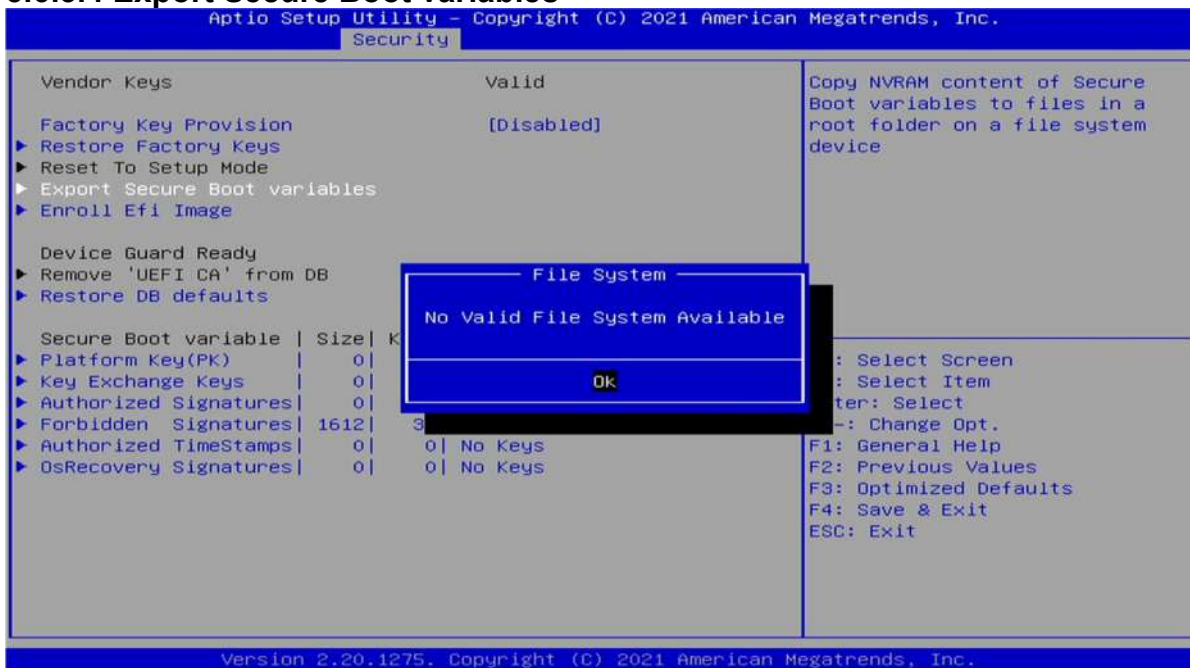 Aptio Setup Utility – Copyright (C) 2021 American Megatrends, Inc.
Security
Vendor Keys Valid
Factory Key Provision [Disabled]
Restore Factory Keys
Reset To Setup Mode
Export Secure Boot variables
Enroll Efi Image
Device Guard Ready
Remove 'UEFI CA' from DB
Restore DB defaults
Secure Boot variable | Size| K
Platform Key(PK) | 0|
Key Exchange Keys | 0|
Authorized Signatures| 0|
Forbidden Signatures| 1612| 3
Authorized TimeStamps| 0| 0| No Keys
OsRecovery Signatures| 0| 0| No Keys
File System
No Valid File System Available
Ok
Copy NVRAM content of Secure
Boot variables to files in a
root folder on a file system
device
: Select Screen
: Select Item
ter: Select
-: Change Opt.
F1: General Help
F2: Previous Values
F3: Optimized Defaults
F4: Save & Exit
ESC: Exit
Version 2.20.1275. Copyright (C) 2021 American Megatrends, Inc.